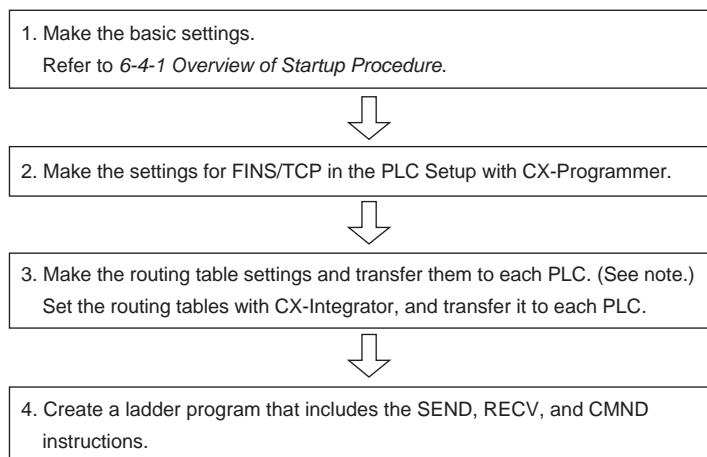 1. Make the basic settings.
Refer to 6-4-1 Overview of Startup Procedure.
2. Make the settings for FINS/TCP in the PLC Setup with CX-Programmer.
3. Make the routing table settings and transfer them to each PLC. (See note.)
Set the routing tables with CX-Integrator, and transfer it to each PLC.
4. Create a ladder program that includes the SEND, RECV, and CMND
instructions.